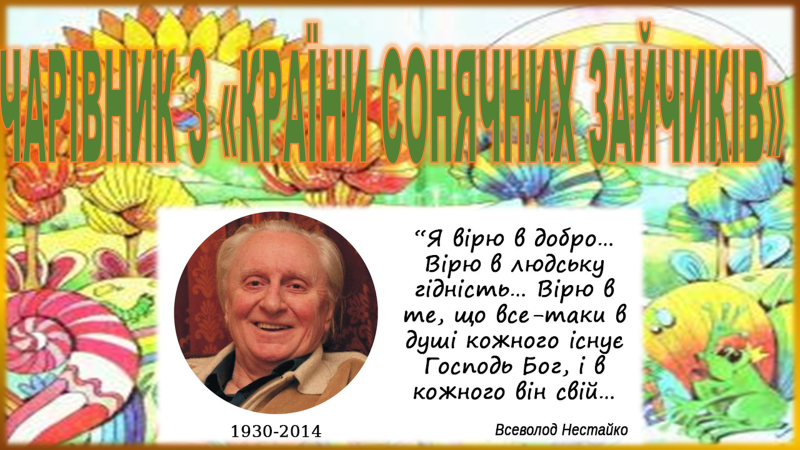 ЧАРІВНИК З «КРАЇНИ СОНЯЧНИХ ЗАЙЧИКІВ»
“Я вірю в добро...
Вірю в людську
гідність... Вірю в
те, що все-таки в
душі кожного існує
Господь Бог, і в
кожного він свій...
1930-2014
Всеволод Нестайко